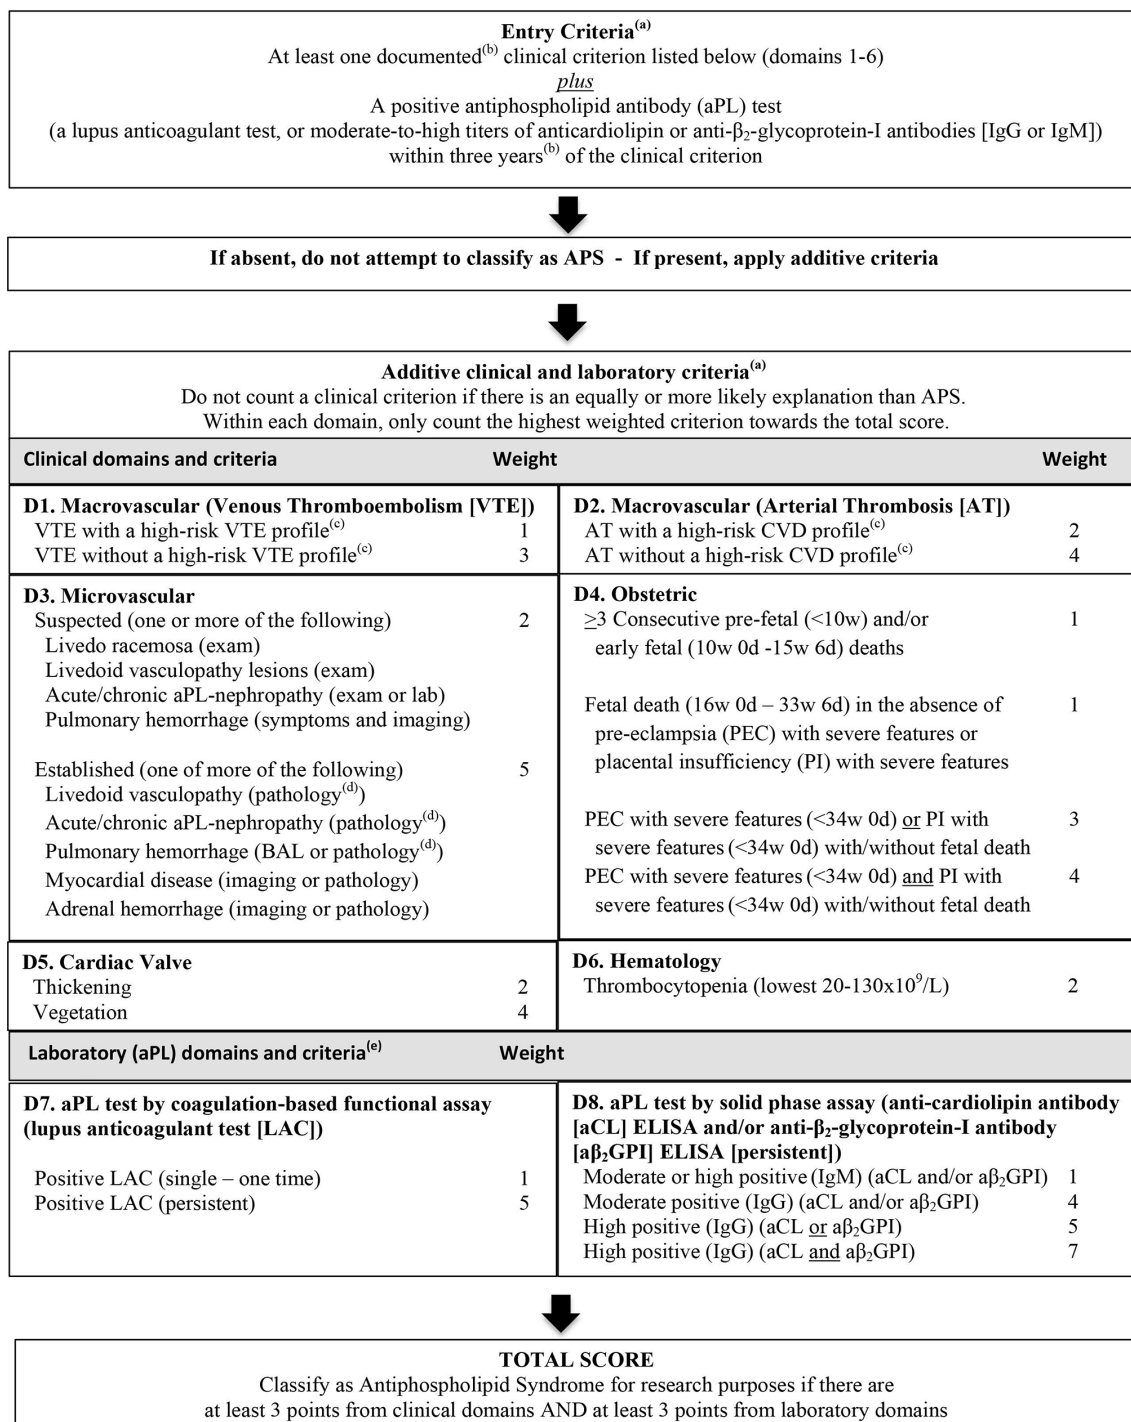 Entry Criteria(a)
At least one documented(b) clinical criterion listed below (domains 1-6)
plus
A positive antiphospholipid antibody (aPL) test
(a lupus anticoagulant test, or moderate-to-high titers of anticardiolipin or anti-β2-glycoprotein-I antibodies [IgG or IgM])
within three years(b) of the clinical criterion
If absent, do not attempt to classify as APS - If present, apply additive criteria
Additive clinical and laboratory criteria(a)
Do not count a clinical criterion if there is an equally or more likely explanation than APS.
Within each domain, only count the highest weighted criterion towards the total score.
Clinical domains and criteria Weight Weight
D1. Macrovascular (Venous Thromboembolism [VTE])
VTE with a high-risk VTE profile(c) 1
VTE without a high-risk VTE profile(c) 3
D2. Macrovascular (Arterial Thrombosis [AT])
AT with a high-risk CVD profile(c) 2
AT without a high-risk CVD profile(c) 4
D3. Microvascular
Suspected (one or more of the following) 2
Livedo racemosa (exam)
Livedoid vasculopathy lesions (exam)
Acute/chronic aPL-nephropathy (exam or lab)
Pulmonary hemorrhage (symptoms and imaging)
Established (one of more of the following) 5
Livedoid vasculopathy (pathology(d))
Acute/chronic aPL-nephropathy (pathology(d))
Pulmonary hemorrhage (BAL or pathology(d))
Myocardial disease (imaging or pathology)
Adrenal hemorrhage (imaging or pathology)
D4. Obstetric
≥3 Consecutive pre-fetal (<10w) and/or 1
early fetal (10w 0d -15w 6d) deaths
Fetal death (16w 0d – 33w 6d) in the absence of 1
pre-eclampsia (PEC) with severe features or
placental insufficiency (PI) with severe features
PEC with severe features (<34w 0d) or PI with 3
severe features (<34w 0d) with/without fetal death
PEC with severe features (<34w 0d) and PI with 4
severe features (<34w 0d) with/without fetal death
D5. Cardiac Valve
Thickening 2
Vegetation 4
D6. Hematology
Thrombocytopenia (lowest 20-130x10⁹/L) 2
Laboratory (aPL) domains and criteria(e) Weight
D7. aPL test by coagulation-based functional assay
(lupus anticoagulant test [LAC])
Positive LAC (single – one time) 1
Positive LAC (persistent) 5
D8. aPL test by solid phase assay (anti-cardiolipin antibody
[aCL] ELISA and/or anti-β2-glycoprotein-I antibody
[aβ2GPI] ELISA [persistent])
Moderate or high positive (IgM) (aCL and/or aβ2GPI) 1
Moderate positive (IgG) (aCL and/or aβ2GPI) 4
High positive (IgG) (aCL or aβ2GPI) 5
High positive (IgG) (aCL and aβ2GPI) 7
TOTAL SCORE
Classify as Antiphospholipid Syndrome for research purposes if there are
at least 3 points from clinical domains AND at least 3 points from laboratory domains